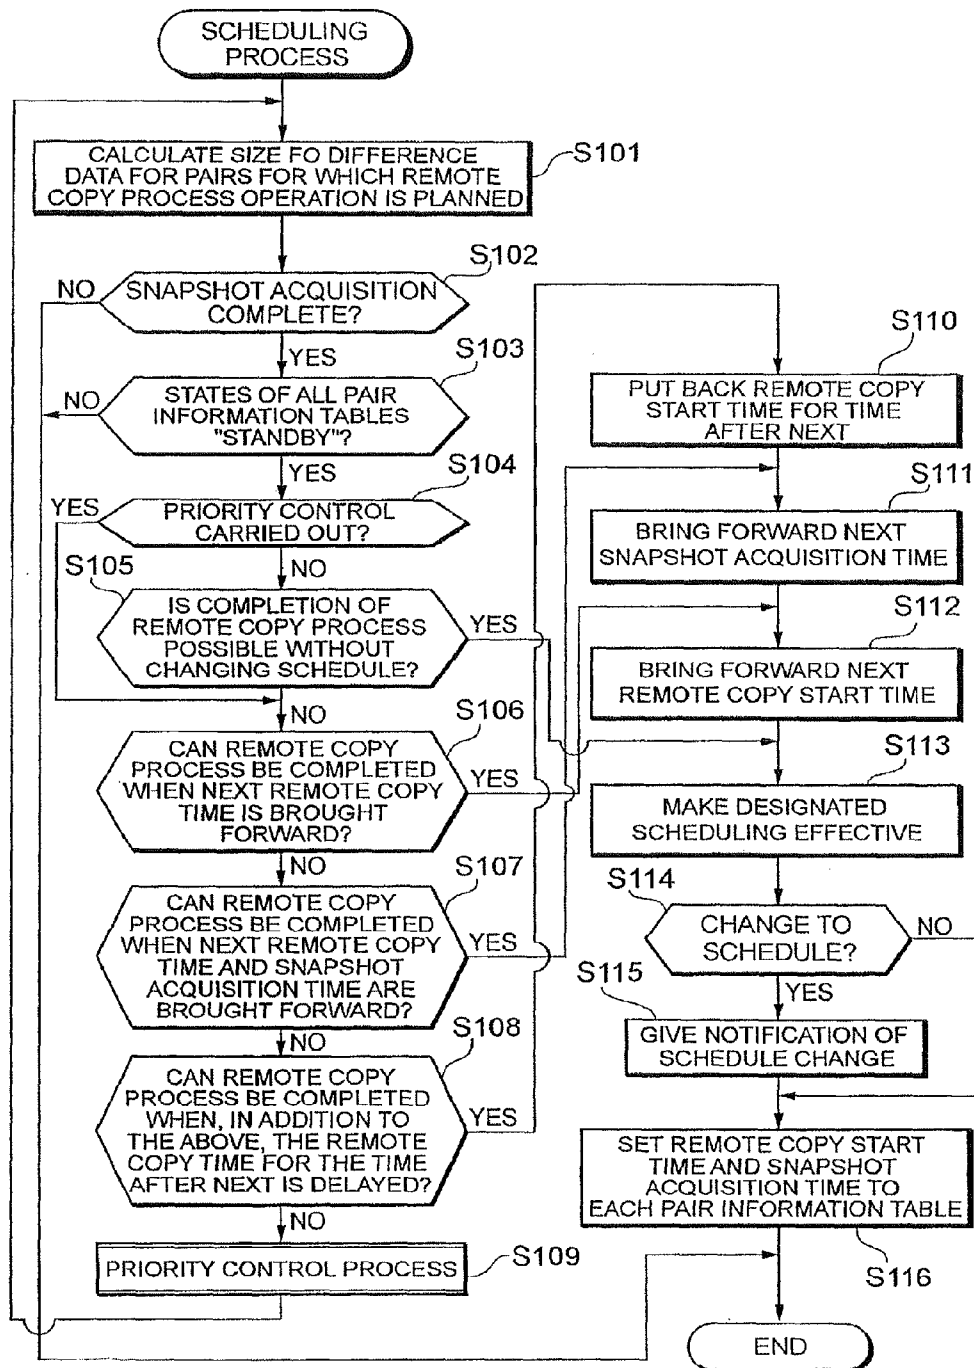 SCHEDULING
PROCESS
CALCULATE SIZE FO DIFFERENCE
DATA FOR PAIRS FOR WHICH REMOTE
COPY PROCESS OPERATION IS PLANNED
S101
S102
NO
SNAPSHOT ACQUISITION
COMPLETE?
YES
S103
NO
STATES OF ALL PAIR
INFORMATION TABLES
"STANDBY"?
YES
S104
YES
PRIORITY CONTROL
CARRIED OUT?
NO
S105
IS COMPLETION OF
REMOTE COPY PROCESS
POSSIBLE WITHOUT
CHANGING SCHEDULE?
YES
NO
S106
CAN REMOTE COPY
PROCESS BE COMPLETED
WHEN NEXT REMOTE COPY
TIME IS BROUGHT
FORWARD?
YES
NO
S107
CAN REMOTE COPY
PROCESS BE COMPLETED
WHEN NEXT REMOTE COPY
TIME AND SNAPSHOT
ACQUISITION TIME ARE
BROUGHT FORWARD?
YES
NO
S108
CAN REMOTE COPY
PROCESS BE COMPLETED
WHEN, IN ADDITION TO
THE ABOVE, THE REMOTE
COPY TIME FOR THE TIME
AFTER NEXT IS DELAYED?
YES
NO
PRIORITY CONTROL PROCESS
S109
S110
PUT BACK REMOTE COPY
START TIME FOR TIME
AFTER NEXT
S111
BRING FORWARD NEXT
SNAPSHOT ACQUISITION TIME
S112
BRING FORWARD NEXT
REMOTE COPY START TIME
S113
MAKE DESIGNATED
SCHEDULING EFFECTIVE
S114
CHANGE TO
SCHEDULE?
NO
YES
S115
GIVE NOTIFICATION OF
SCHEDULE CHANGE
SET REMOTE COPY START
TIME AND SNAPSHOT
ACQUISITION TIME TO
EACH PAIR INFORMATION TABLE
S116
END